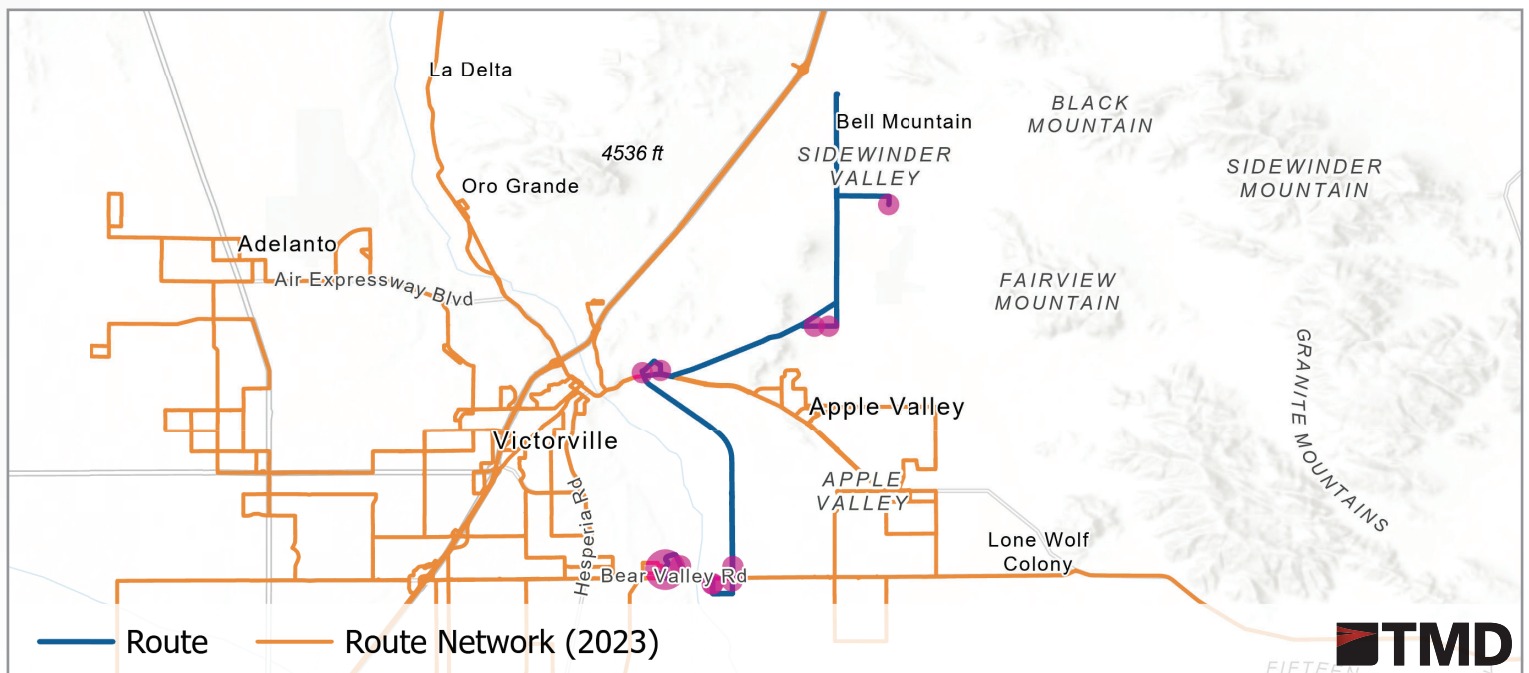 La Delta
Bell Mountain
BLACK
MOUNTAIN
4536 ft
SIDEWINDER
VALLEY
SIDEWINDER
MOUNTAIN
Oro Grande
Adelanto
Air Expressway Blvd
FAIRVIEW
MOUNTAIN
GRANITE MOUNTAINS
Apple Valley
Victorville
APPLE
VALLEY
Hesperia Rd
Lone Wolf
Colony
Bear Valley Rd
Route
Route Network (2023)
TMD
FIFTEEN